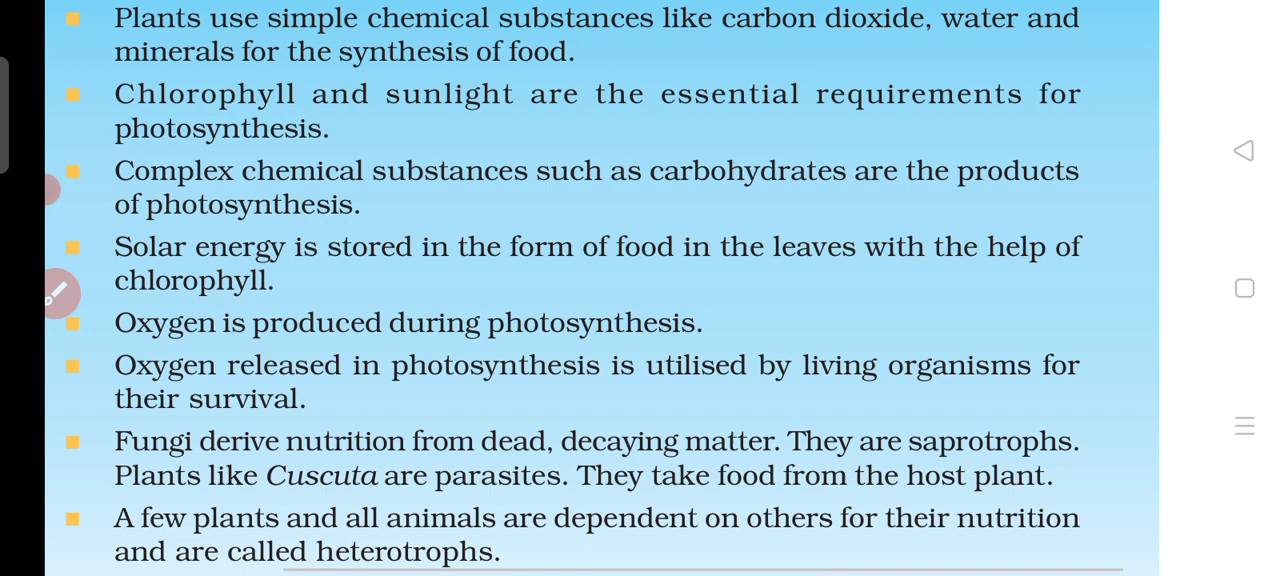 Plants use simple chemical substances like carbon dioxide, water and
minerals for the synthesis of food.
Chlorophyll and sunlight are the essential requirements for
photosynthesis.
Complex chemical substances such as carbohydrates are the products
of photosynthesis.
Solar energy is stored in the form of food in the leaves with the help of
chlorophyll.
Oxygen is produced during photosynthesis.
Oxygen released in photosynthesis is utilised by living organisms for
their survival.
Fungi derive nutrition from dead, decaying matter. They are saprotrophs.
Plants like Cuscuta are parasites. They take food from the host plant.
A few plants and all animals are dependent on others for their nutrition
and are called heterotrophs.